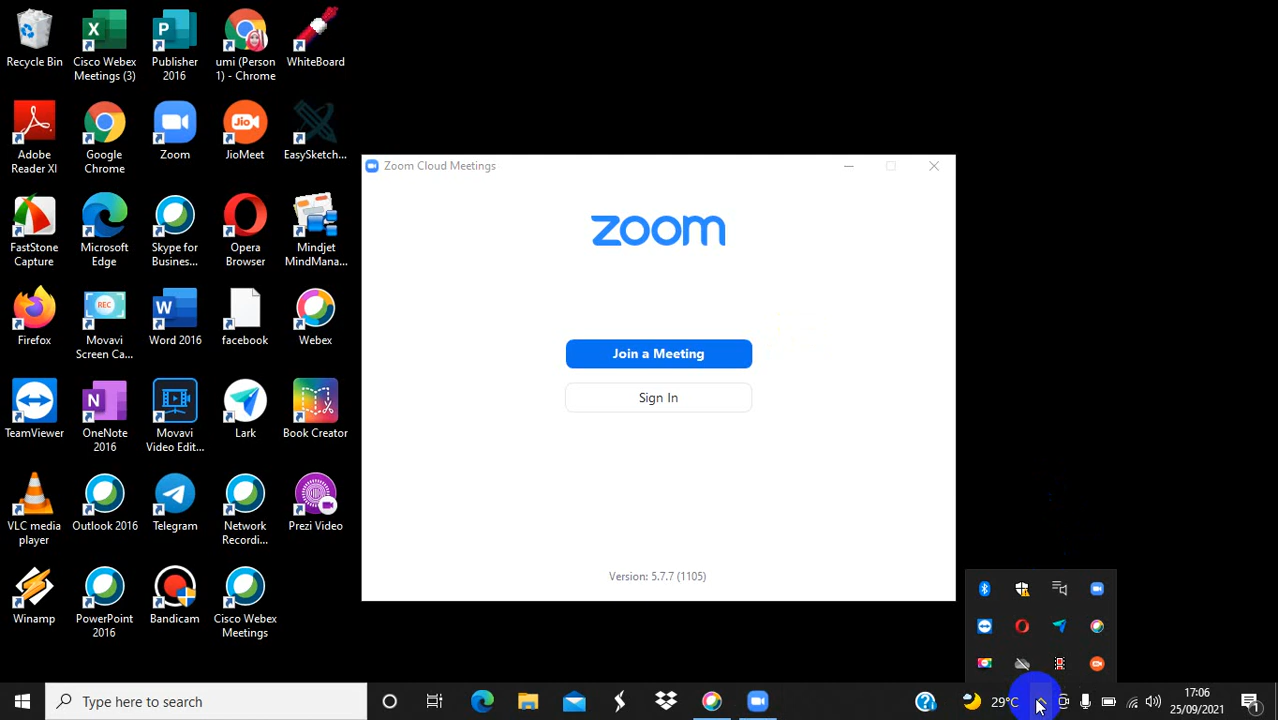 Recycle Bin
Cisco Webex
Meetings (3)
Publisher
2016
umi (Person
1) - Chrome
WhiteBoard
Adobe
Reader XI
Google
Chrome
Zoom
Jio
JioMeet
EasySketch...
FastStone
Capture
Microsoft
Edge
Skype for
Busines...
Opera
Browser
Mindjet
MindMana...
Firefox
REC
Movavi
Screen Ca...
Word 2016
facebook
Webex
TeamViewer
OneNote
2016
Movavi
Video Edit...
Lark
Book Creator
VLC media
player
Outlook 2016
Telegram
Network
Recordi...
Prezi Video
Winamp
PowerPoint
2016
Bandicam
Cisco Webex
Meetings
Zoom Cloud Meetings
zoom
Join a Meeting
Sign In
Version: 5.7.7 (1105)
Type here to search
29°C
17:06
25/09/2021
1